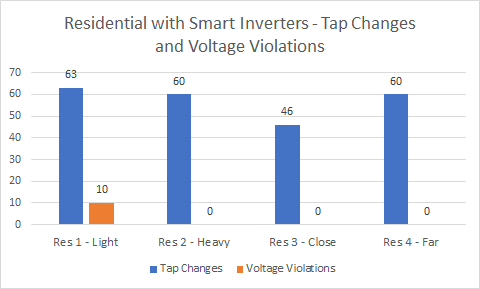 Residential with Smart Inverters - Tap Changes
and Voltage Violations
70
60
50
40
30
20
10
0
63
10
60
0
46
0
60
0
Res 1 - Light
Res 2 - Heavy
Res 3 - Close
Res 4 - Far
Tap Changes
Voltage Violations